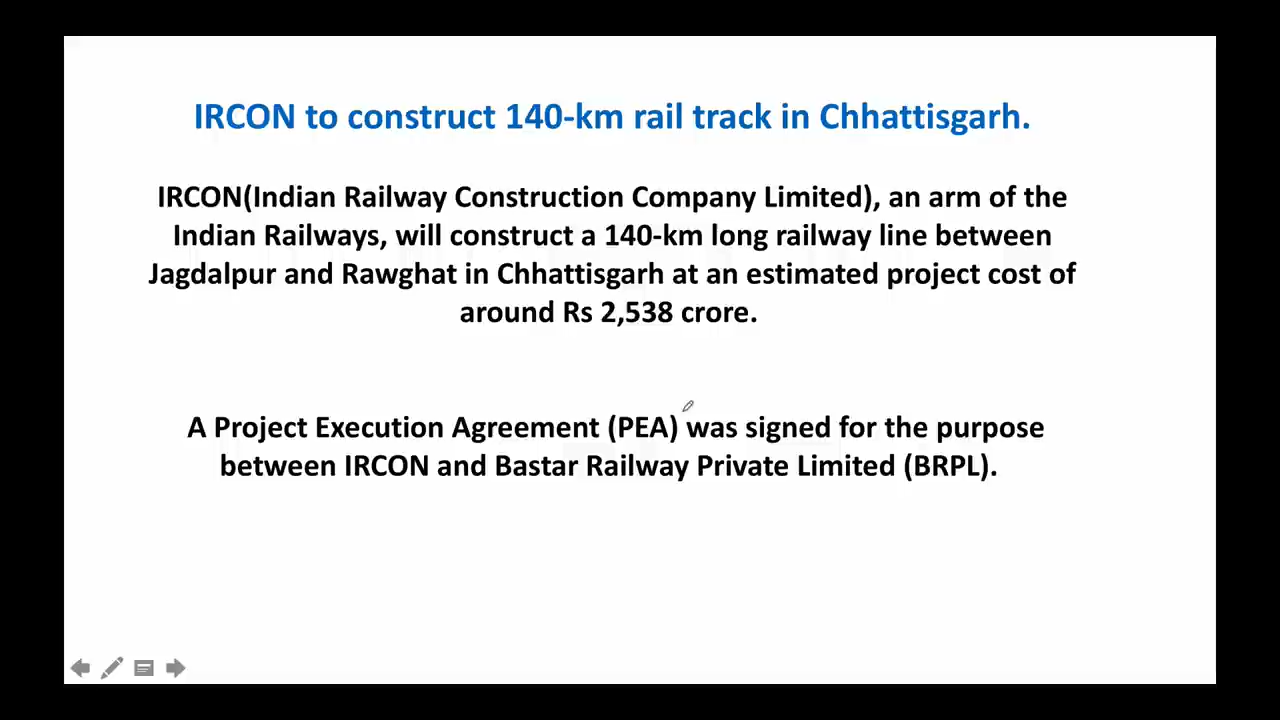 IRCON to construct 140-km rail track in Chhattisgarh.
IRCON(Indian Railway Construction Company Limited), an arm of the
Indian Railways, will construct a 140-km long railway line between
Jagdalpur and Rawghat in Chhattisgarh at an estimated project cost of
around Rs 2,538 crore.
A Project Execution Agreement (PEA) was signed for the purpose
between IRCON and Bastar Railway Private Limited (BRPL).